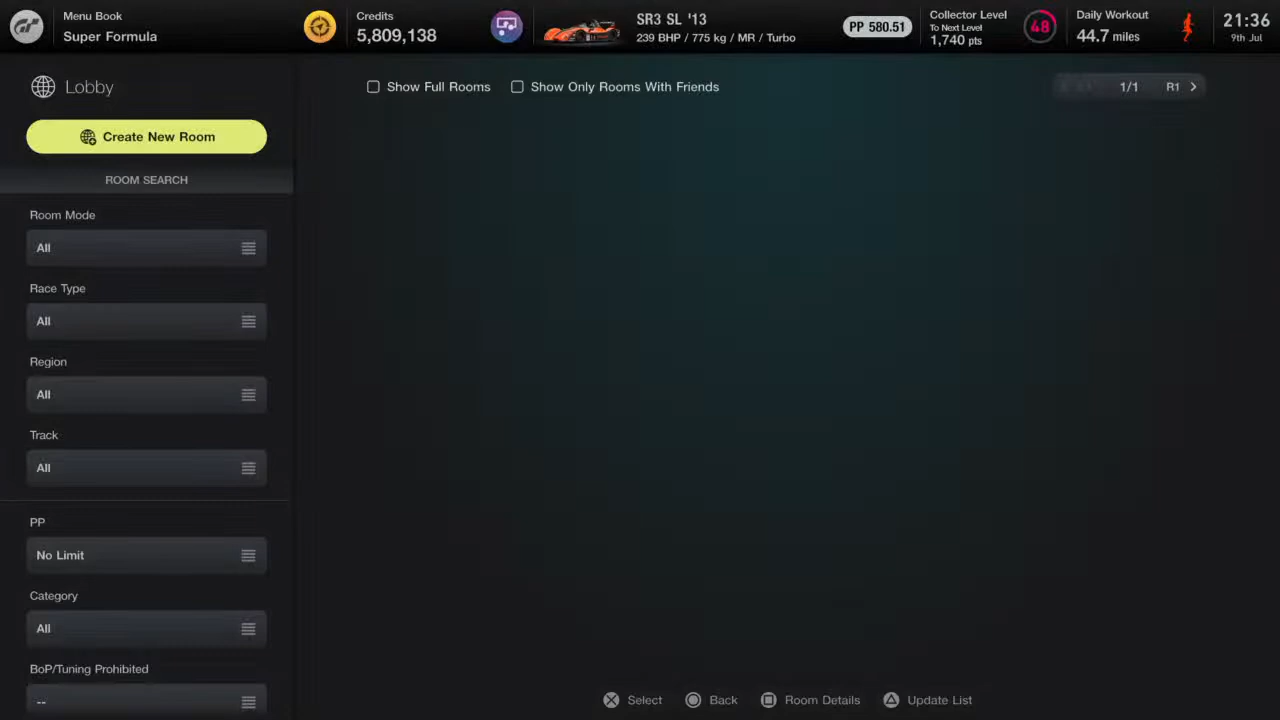 Menu Book
Super Formula
Credits
5,809,138
SR3 SL '13
239 BHP / 775 kg / MR / Turbo
PP 580.51
Collector Level
To Next Level
1,740 pts
48
Daily Workout
44.7 miles
21:36
9th Jul
Lobby
Show Full Rooms
Show Only Rooms With Friends
1/1
R1
Create New Room
ROOM SEARCH
Room Mode
All
Race Type
All
Region
All
Track
All
PP
No Limit
Category
All
BoP/Tuning Prohibited
--
Select
Back
Room Details
Update List